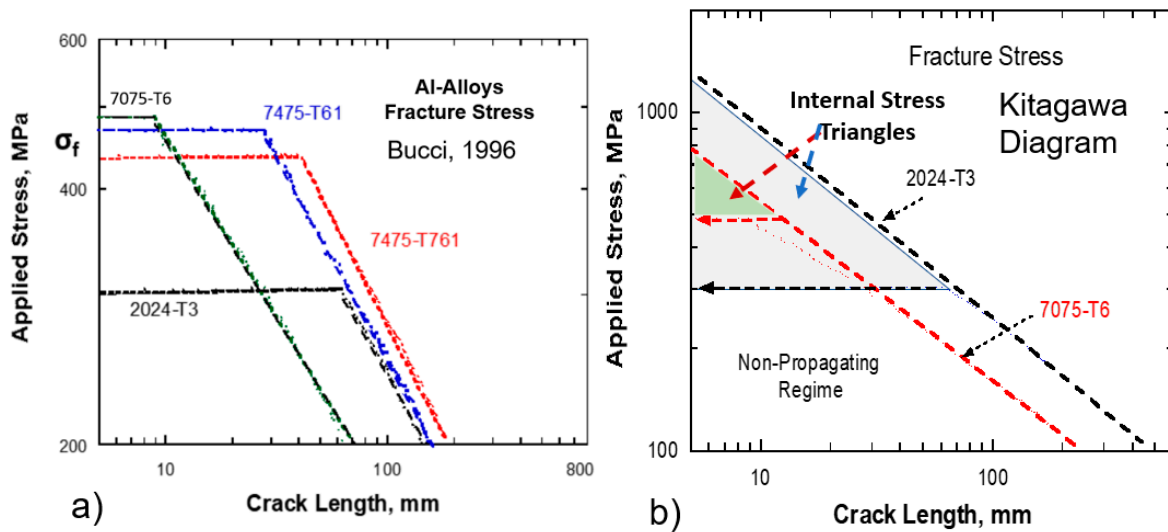 600
400
200
Applied Stress, MPa
σf
7075-T6
7475-T61
7475-T761
2024-T3
Al-Alloys
Fracture Stress
Bucci, 1996
10
100
800
Crack Length, mm
a)
1000
100
Applied Stress, MPa
Fracture Stress
Kitagawa
Diagram
Internal Stress
Triangles
2024-T3
7075-T6
Non-Propagating
Regime
10
100
Crack Length, mm
b)